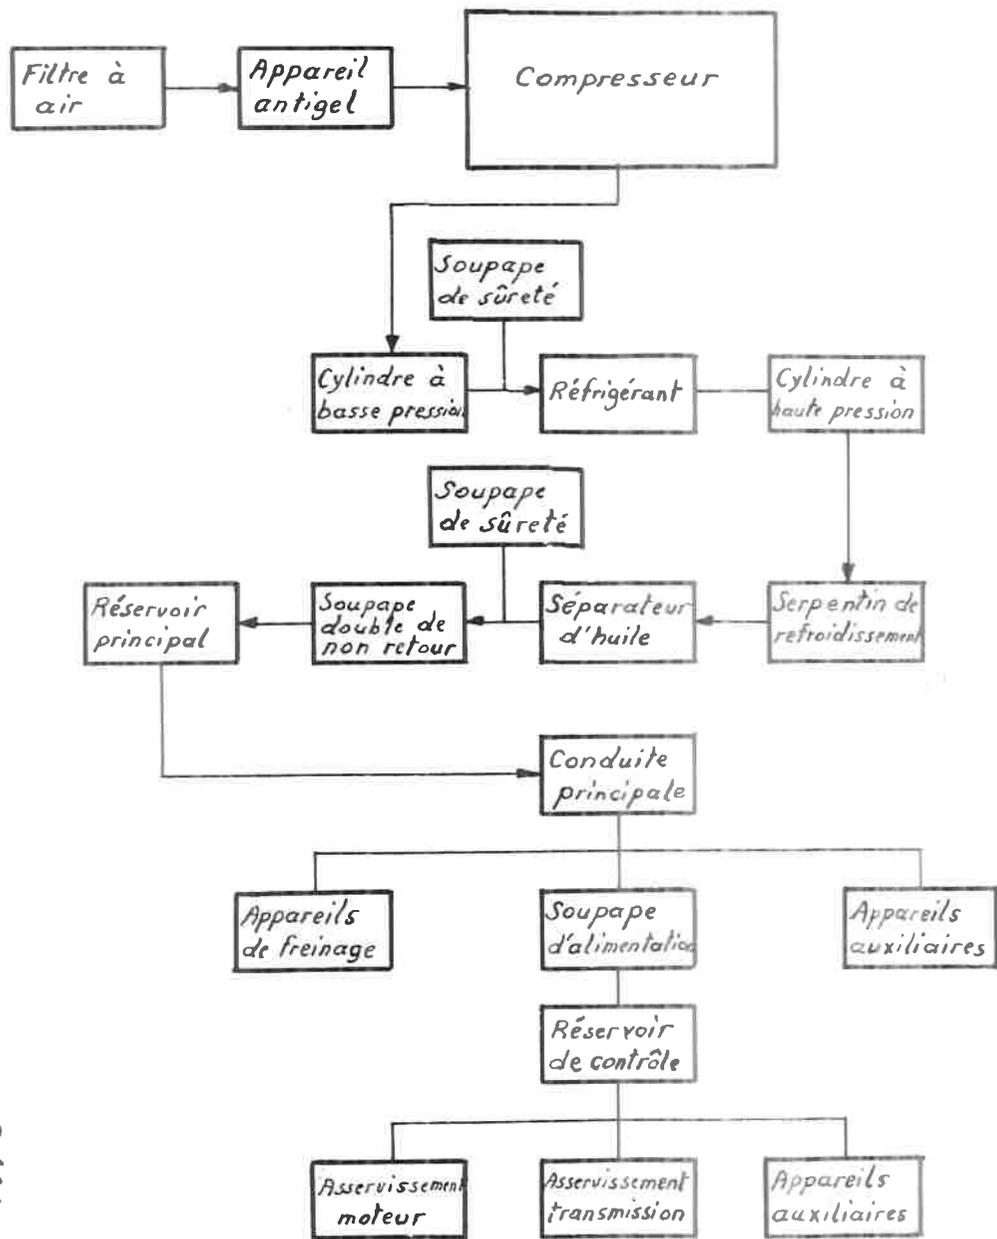 Filtre à
air
Appareil
antigel
Compresseur
Soupape
de sûreté
Cylindre à
basse pression
Réfrigérant
Cylindre à
haute pression
Soupape
de sûreté
Réservoir
principal
Soupape
double de
non retour
Séparateur
d'huile
Serpentin de
refroidissement
Conduite
principale
Appareils
de freinage
Soupape
d'alimentation
Appareils
auxiliaires
Réservoir
de contrôle
Asservissement
moteur
Asservissement
transmission
Appareils
auxiliaires